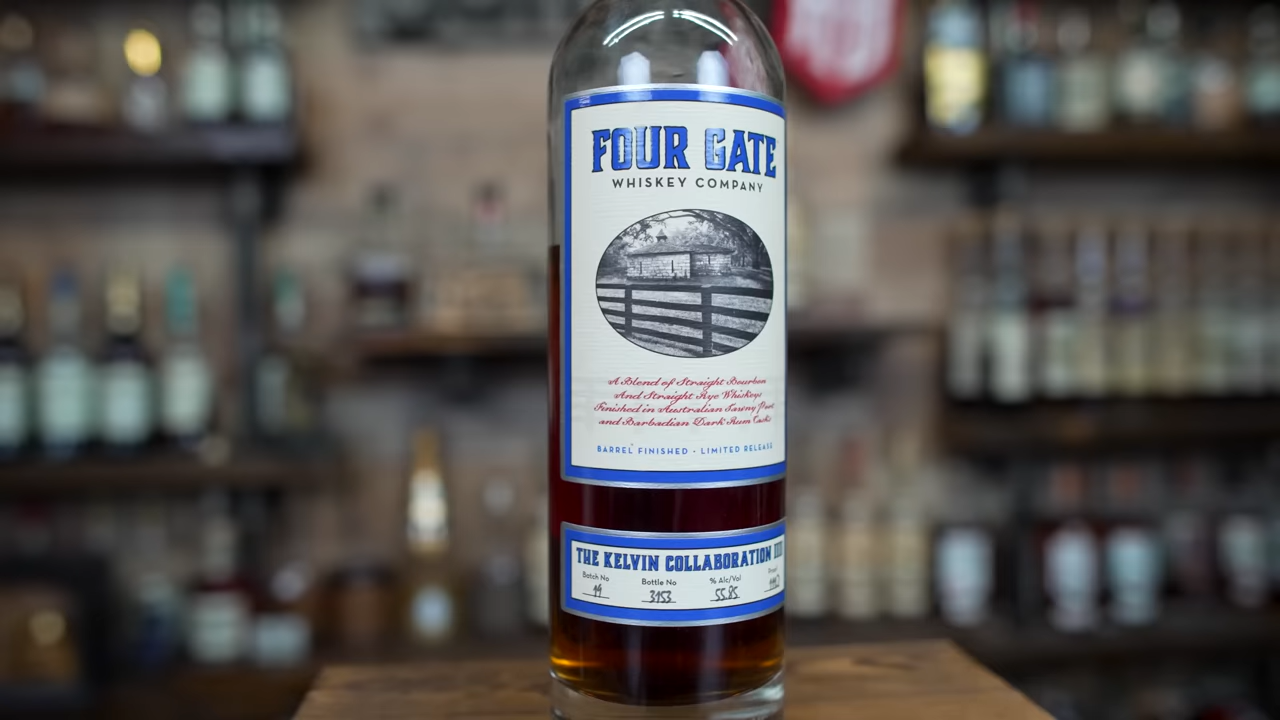 FOUR GATE
WHISKEY COMPANY
A Blend of Straight Bourbon
And Straight Rye Whiskeys
Finished in Australian Tawny Port
and Barbadian Dark Rum Casks
BARREL FINISHED · LIMITED RELEASE
THE KELVIN COLLABORATION III
Batch No Bottle No % Alc/Vol Proof
19 3153 55.85